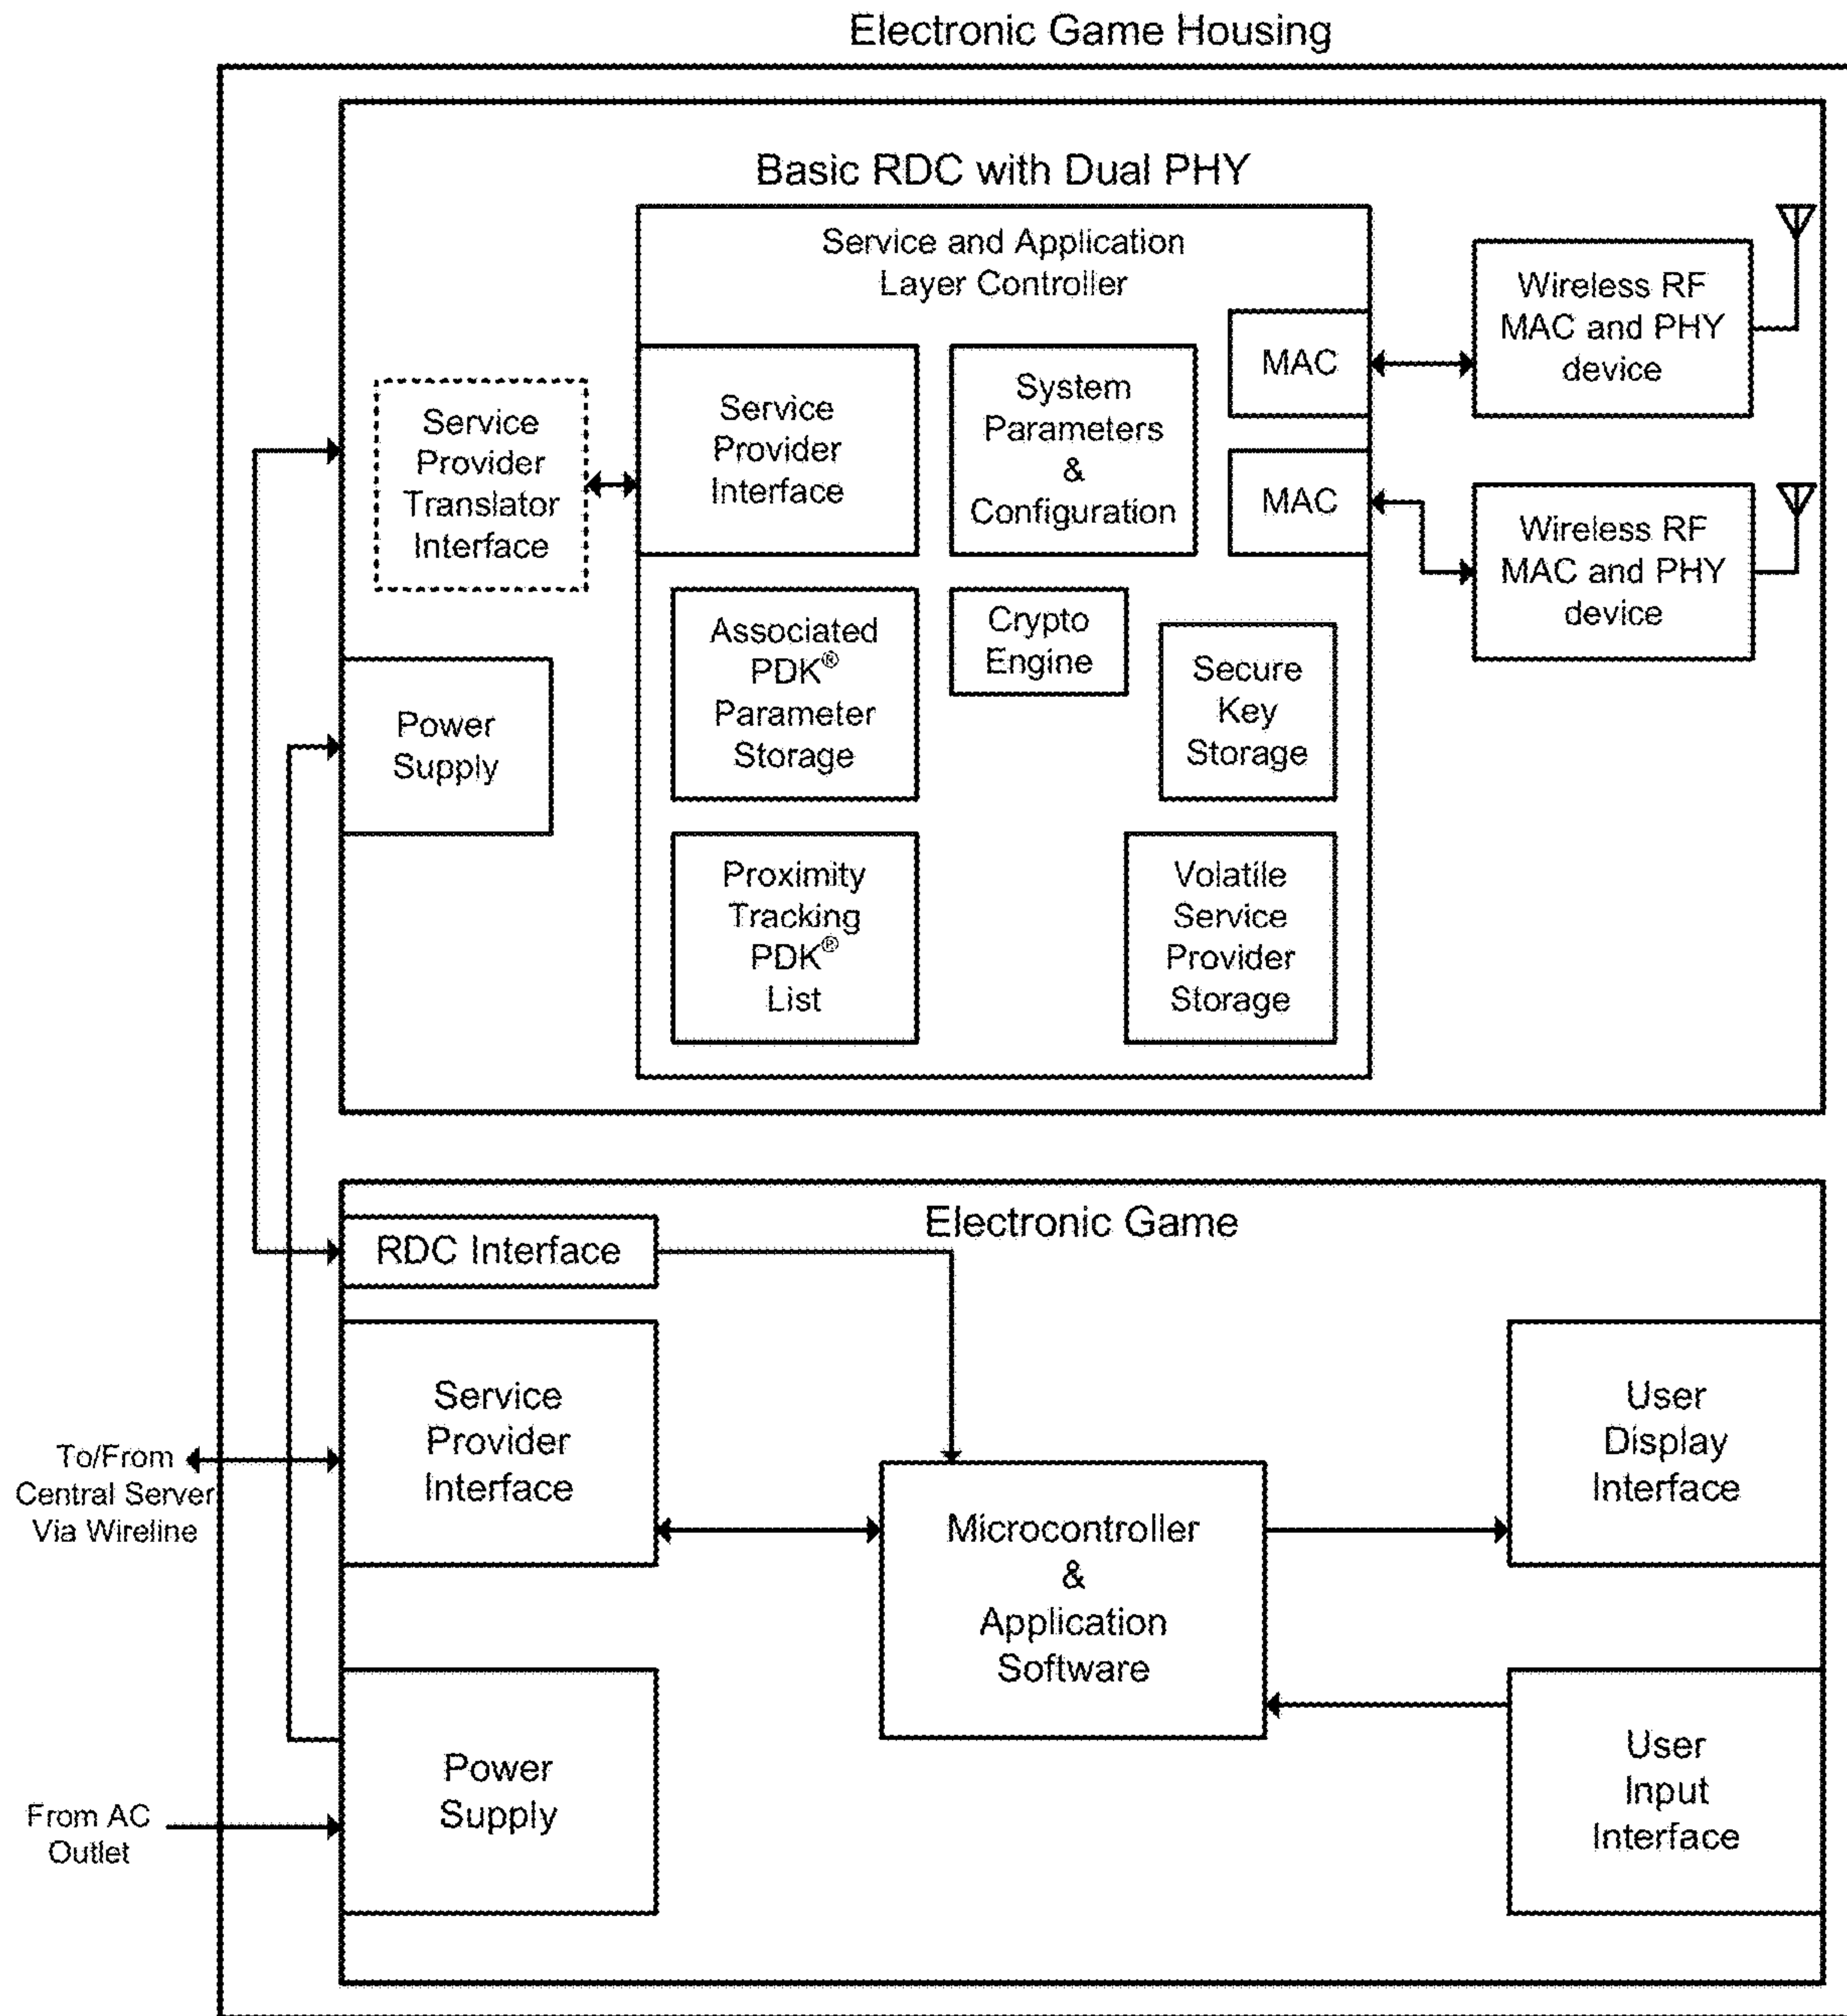 Electronic Game Housing
Basic RDC with Dual PHY
Service and Application
Layer Controller
Wireless RF
MAC and PHY
device
MAC
Service
Provider
Interface
System
Parameters
&
Configuration
Service
Provider
Translator
Interface
MAC
Wireless RF
MAC and PHY
device
Associated
PDK®
Parameter
Storage
Crypto
Engine
Secure
Key
Storage
Power
Supply
Proximity
Tracking
PDK®
List
Volatile
Service
Provider
Storage
Electronic Game
RDC Interface
Service
Provider
Interface
User
Display
Interface
To/From
Central Server
Via Wireline
Microcontroller
&
Application
Software
Power
Supply
User
Input
Interface
From AC
Outlet